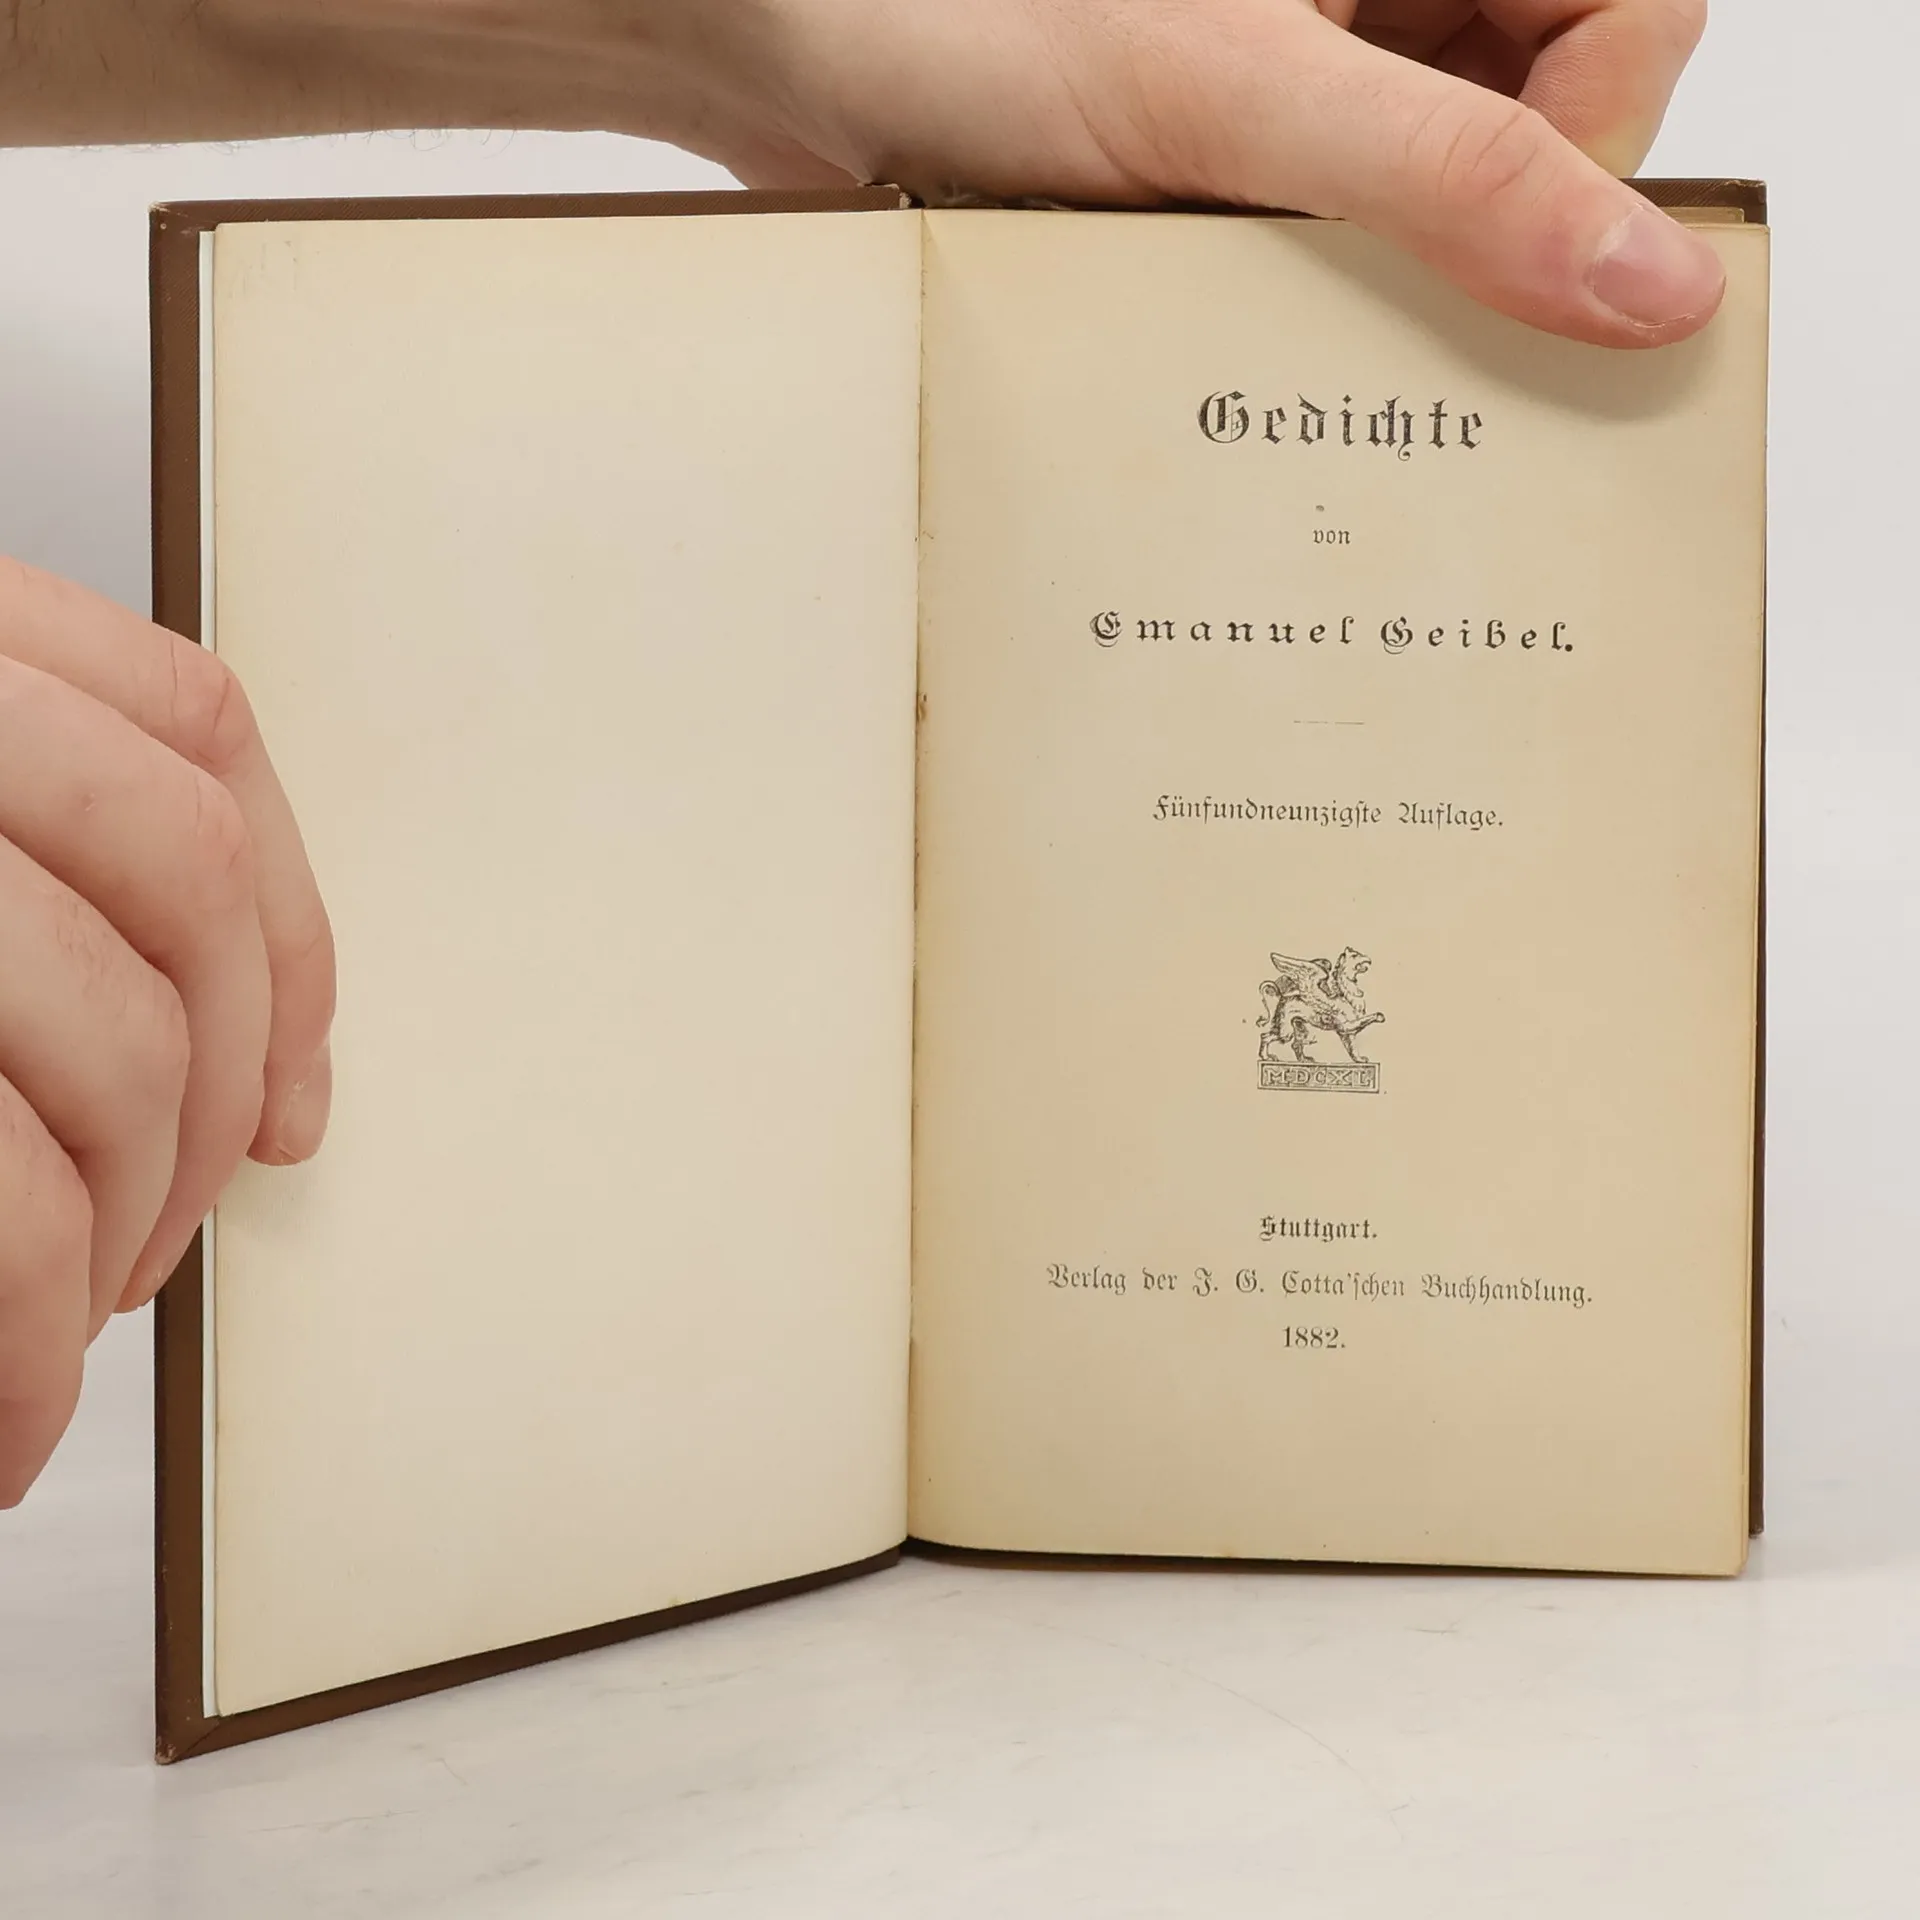 Gedichte
von
Emanuel Geibel.
Fünfundneunzigſte Auflage.
MDCXL
Stuttgart.
Verlag der J. G. Cotta'ſchen Buchhandlung.
1882.